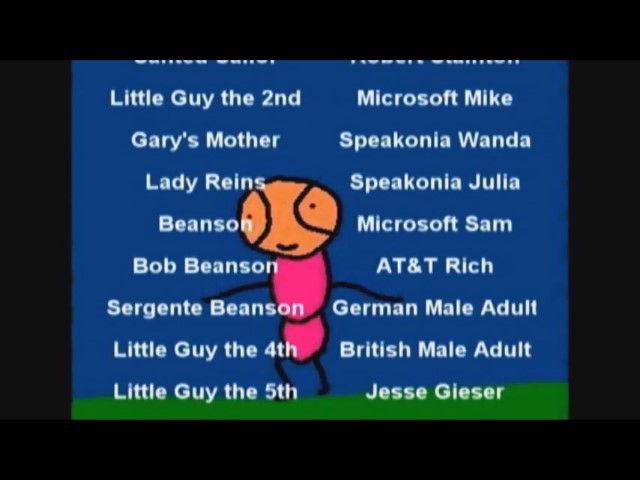 Little Guy the 2nd Microsoft Mike
Gary's Mother Speakonia Wanda
Lady Reins Speakonia Julia
Beanson Microsoft Sam
Bob Beanson AT&T Rich
Sergente Beanson German Male Adult
Little Guy the 4th British Male Adult
Little Guy the 5th Jesse Gieser